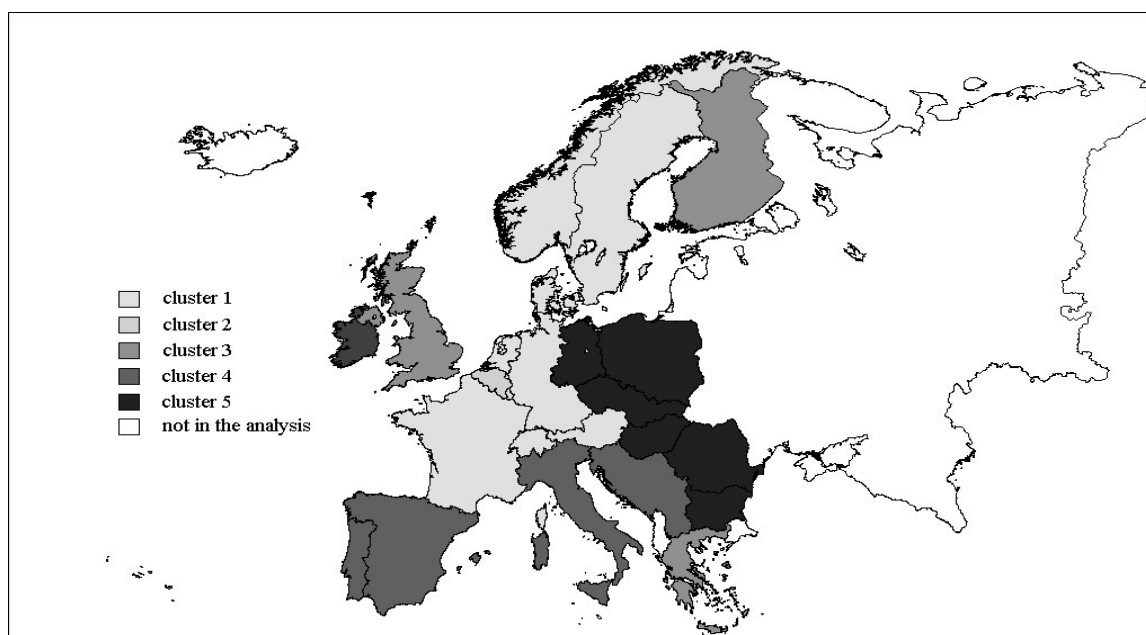 cluster 1
cluster 2
cluster 3
cluster 4
cluster 5
not in the analysis